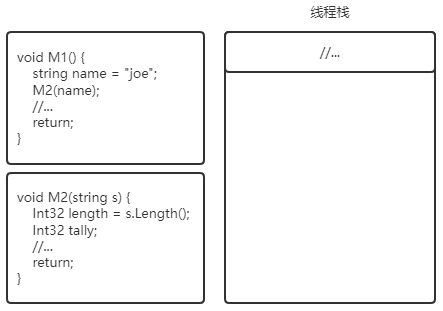 线程栈
void M1() {
    string name = "joe";
    M2(name);
    //...
    return;
}
void M2(string s) {
    Int32 length = s.Length();
    Int32 tally;
    //...
    return;
}
//...